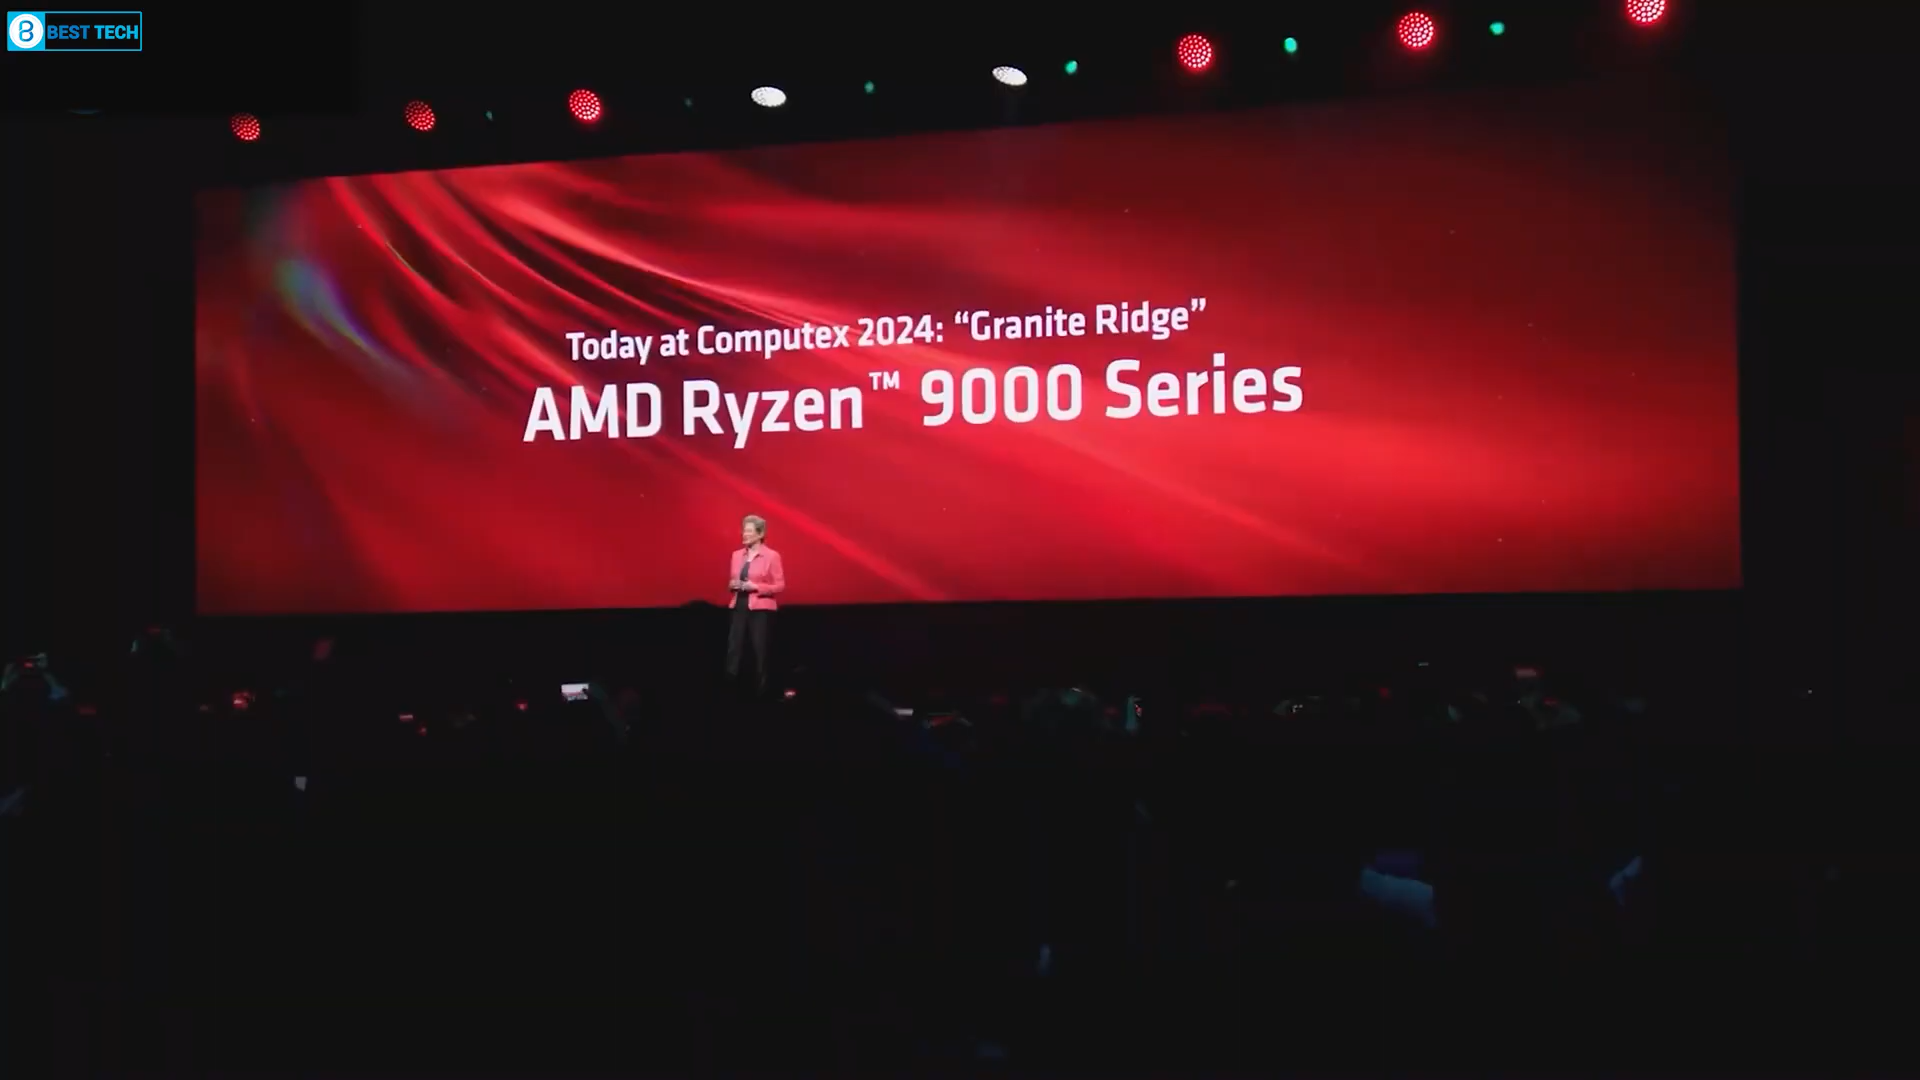 BEST TECH
Today at Computex 2024: “Granite Ridge”
AMD Ryzen™ 9000 Series